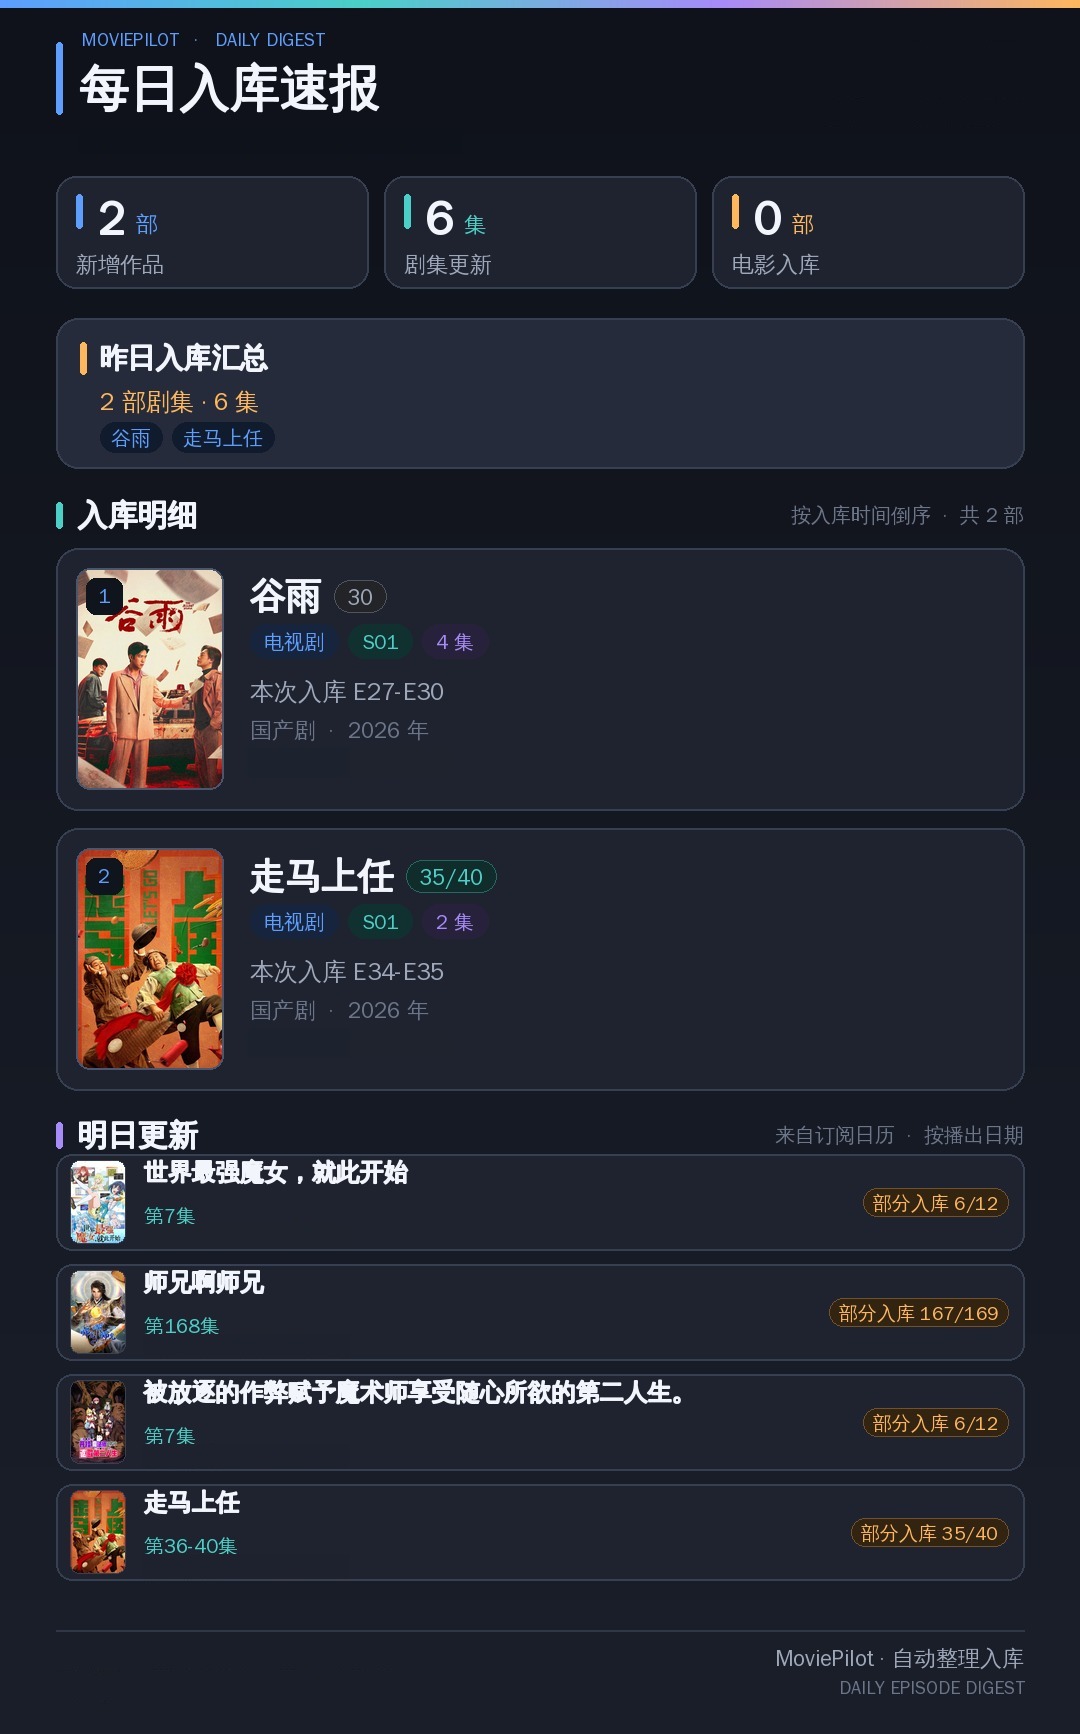 MOVIEPILOT · DAILY DIGEST
每日入库速报
2 部
新增作品
6 集
剧集更新
0 部
电影入库
昨日入库汇总
2 部剧集 · 6 集
谷雨 走马上任
入库明细
按入库时间倒序 · 共 2 部
1
谷雨
谷雨 30
电视剧 S01 4 集
本次入库 E27-E30
国产剧 · 2026 年
2
LET'S GO
走马上任 35/40
电视剧 S01 2 集
本次入库 E34-E35
国产剧 · 2026 年
明日更新
来自订阅日历 · 按播出日期
世界最强魔女，就此开始
第7集
部分入库 6/12
师兄啊师兄
第168集
部分入库 167/169
被放逐的作弊赋予魔术师享受随心所欲的第二人生。
第7集
部分入库 6/12
走马上任
第36-40集
部分入库 35/40
MoviePilot · 自动整理入库
DAILY EPISODE DIGEST